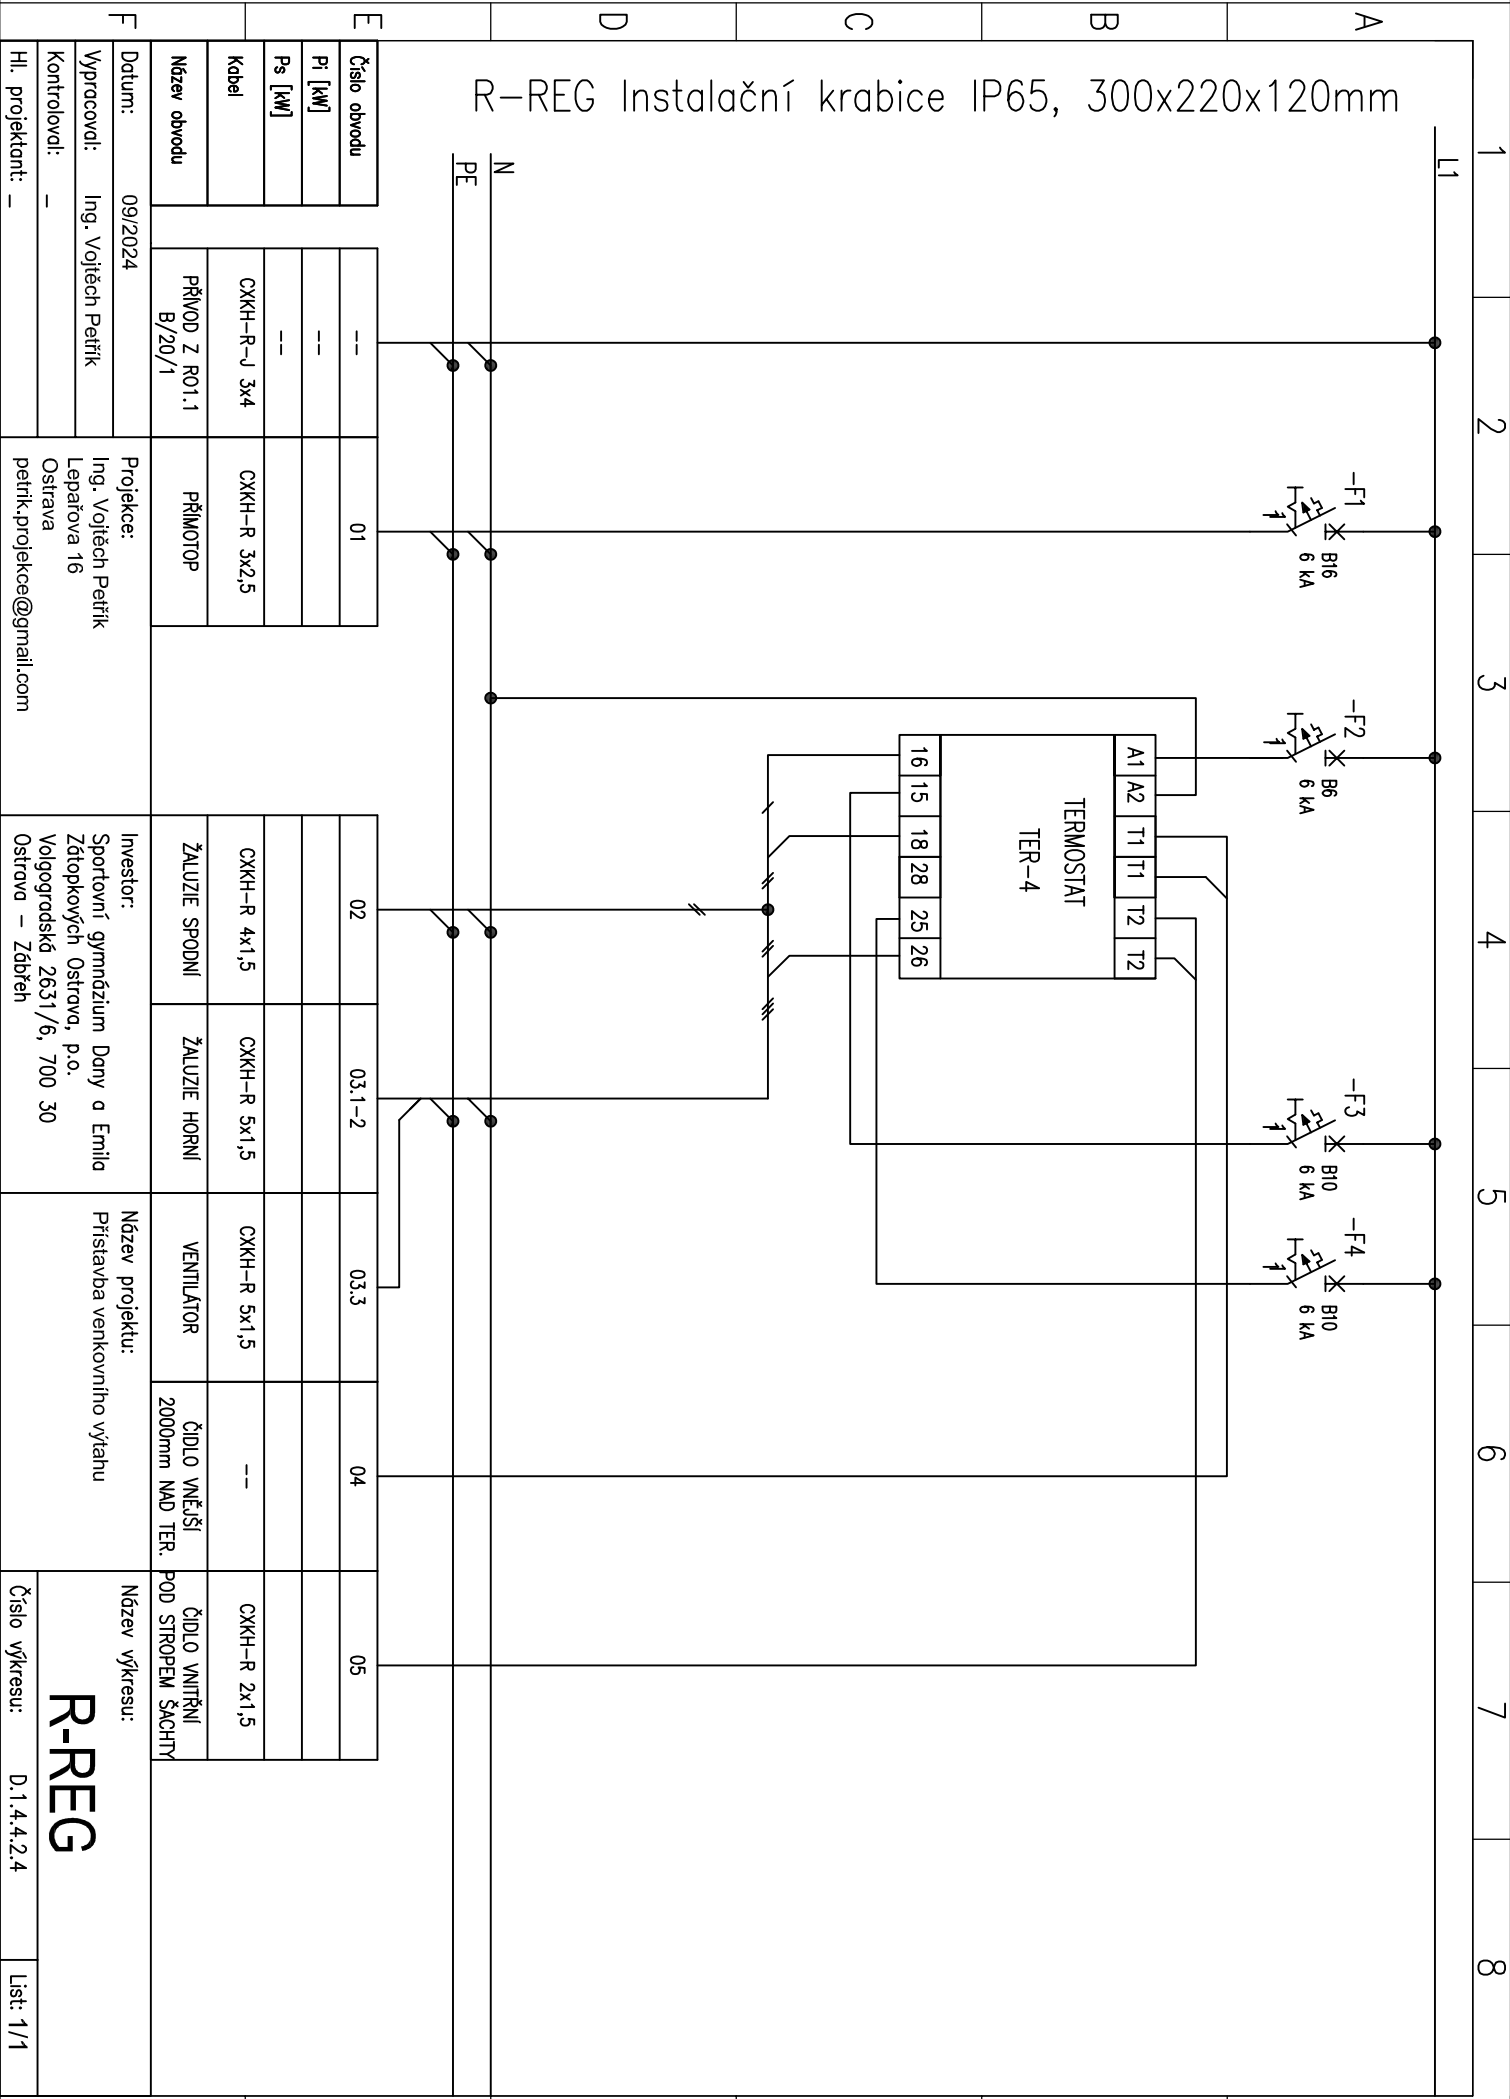 1 2 3 4 5 6 7 8
A
B
C
D
E
F
R-REG Instalační krabice IP65, 300x220x120mm
L1
-F1
B16
6 kA
-F2
B6
6 kA
-F3
B10
6 kA
-F4
B10
6 kA
A1 A2 T1 T1 T2 T2
TERMOSTAT
TER-4
16 15 18 28 25 26
N
PE
Číslo obvodu -- 01 02 03.1-2 03.3 04 05
Pi [kW] --
Ps [kW] --
Kabel CXKH-R-J 3x4 CXKH-R 3x2,5 CXKH-R 4x1,5 CXKH-R 5x1,5 CXKH-R 5x1,5 -- CXKH-R 2x1,5
Název obvodu
PŘÍVOD Z R01.1
B/20/1
PŘÍMOTOP
ŽALUZIE SPODNÍ
ŽALUZIE HORNÍ
VENTILÁTOR
ČIDLO VNĚJŠÍ
2000mm NAD TER.
ČIDLO VNITŘNÍ
POD STROPEM ŠACHTY
Datum: 09/2024
Vypracoval: Ing. Vojtěch Petřík
Kontroloval: –
Hl. projektant: –
Projekce:
Ing. Vojtěch Petřík
Lepařova 16
Ostrava
petrik.projekce@gmail.com
Investor:
Sportovní gymnázium Dany a Emila
Zátopkových Ostrava, p.o.
Volgogradská 2631/6, 700 30
Ostrava - Zábřeh
Název projektu:
Přístavba venkovního výtahu
Název výkresu:
R-REG
Číslo výkresu: D.1.4.4.2.4
List: 1/1